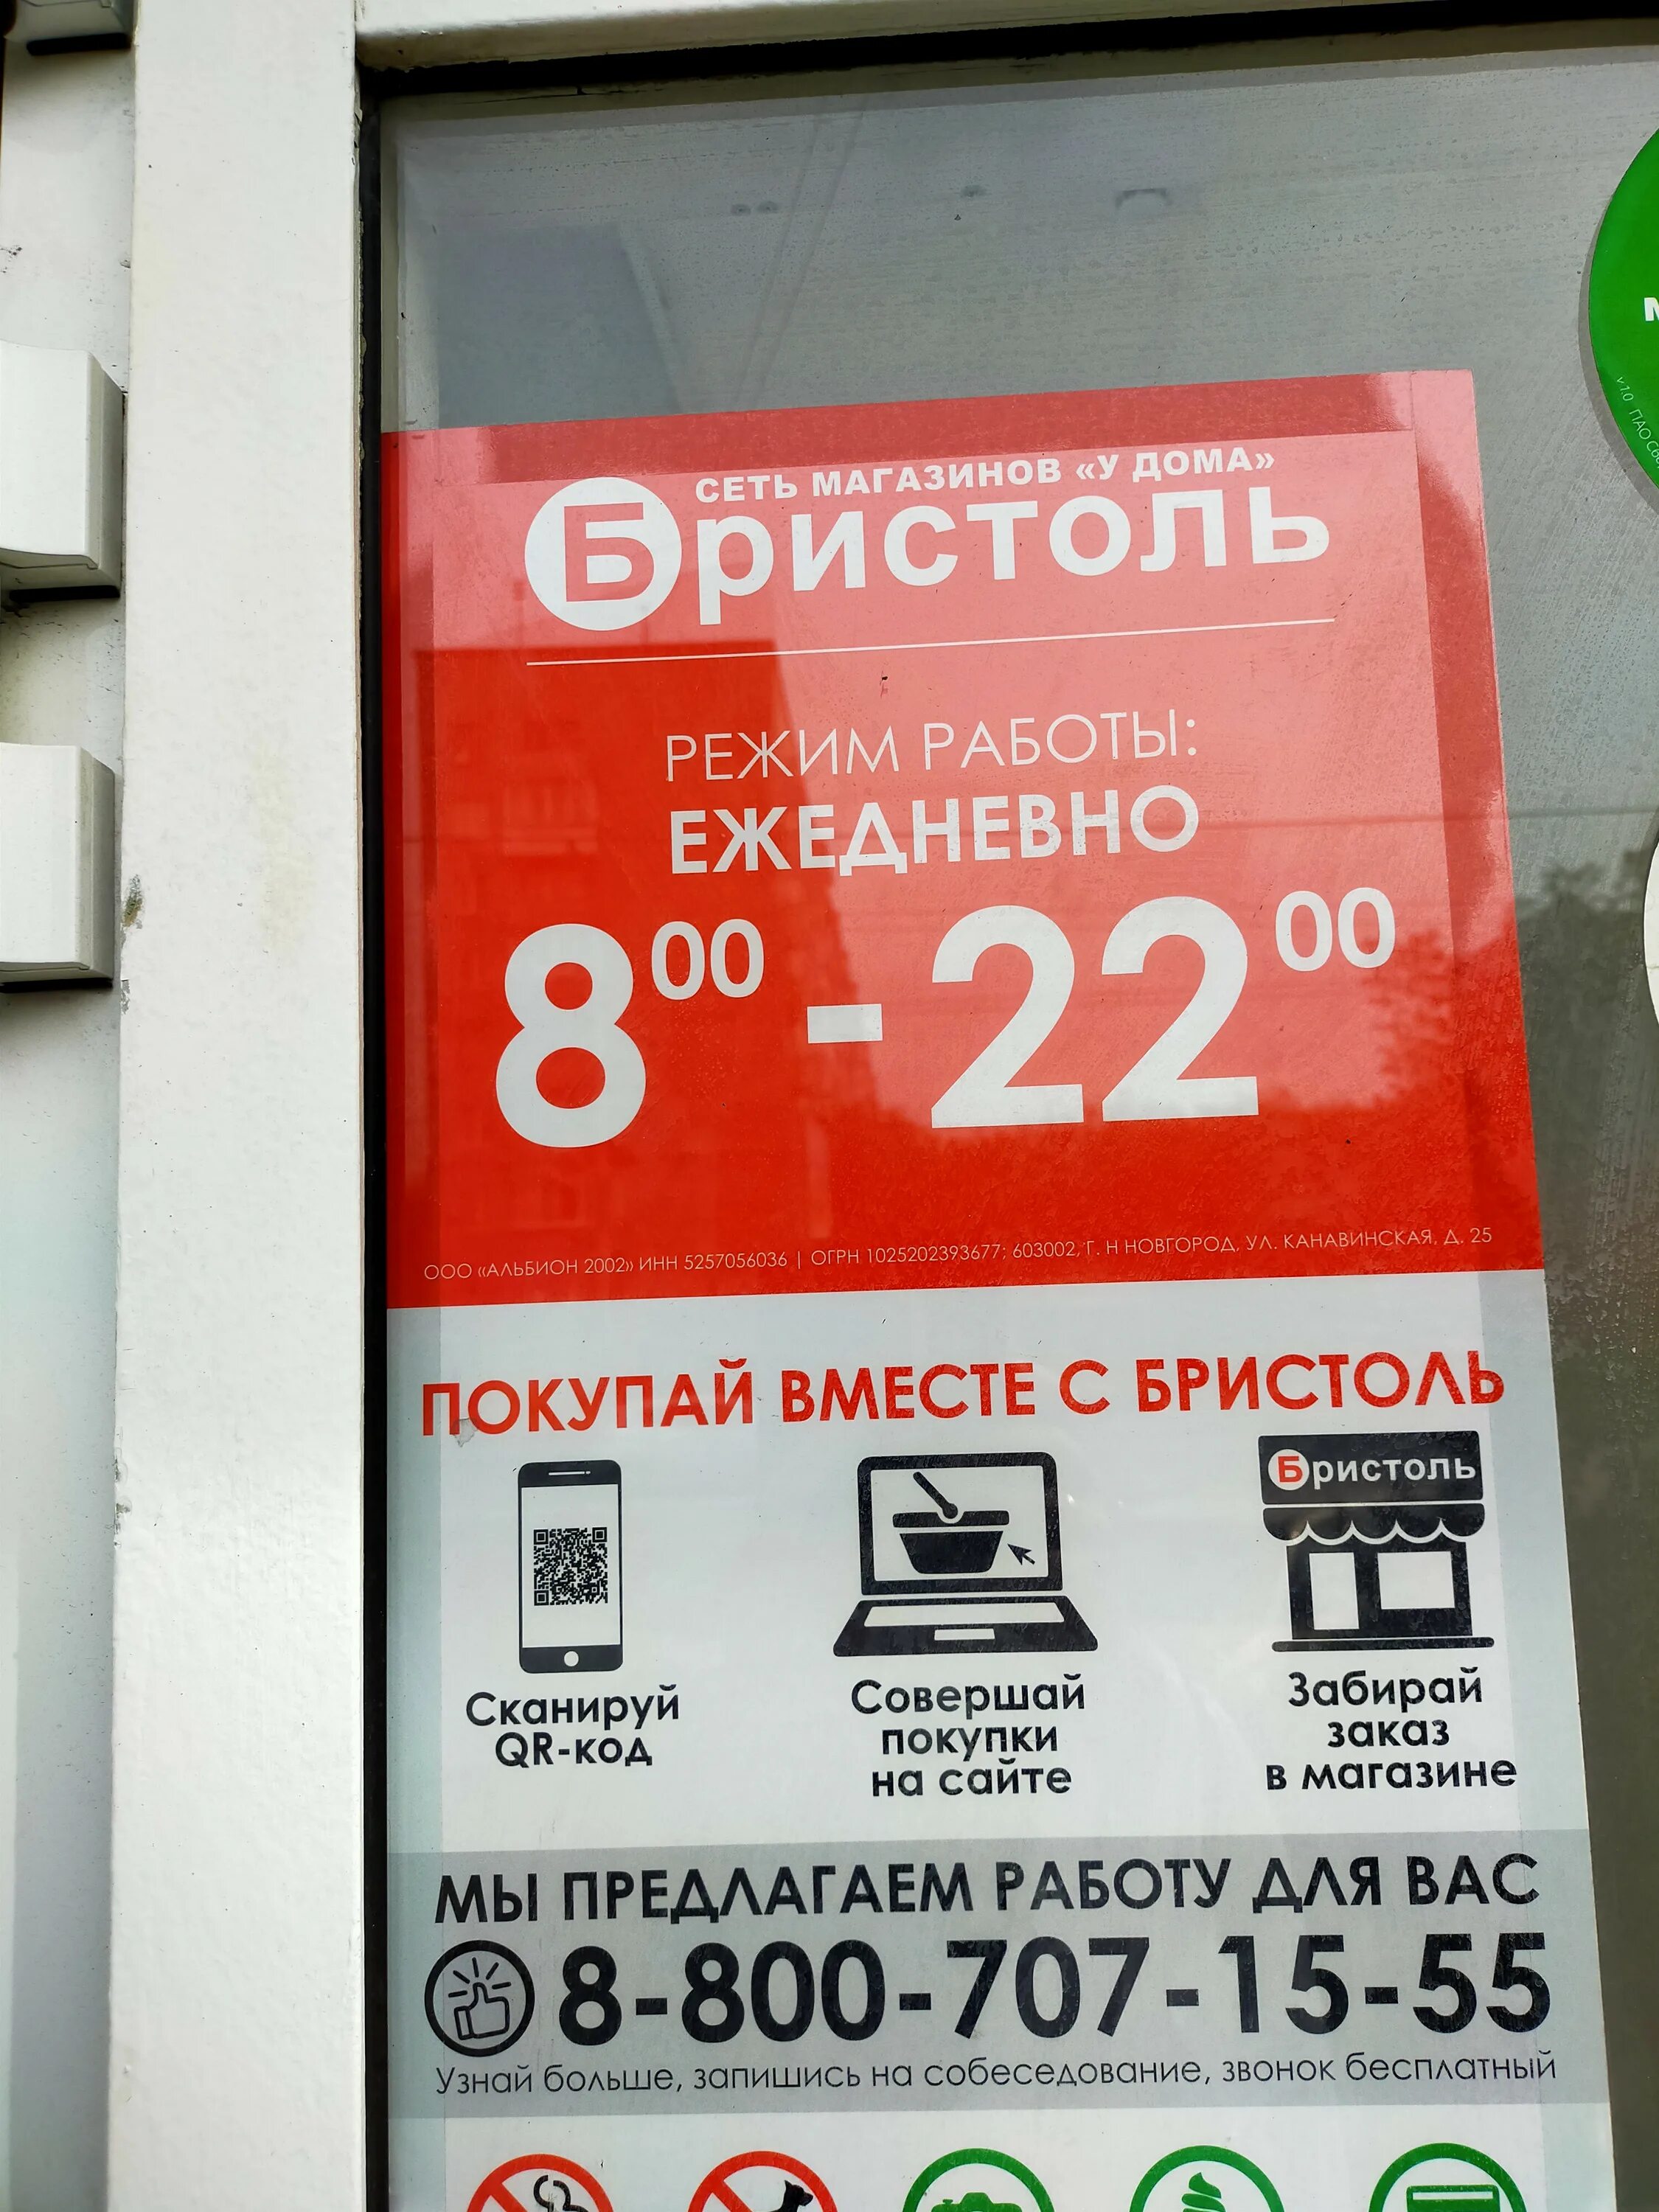 СЕТЬ МАГАЗИНОВ «У ДОМА»
Бристоль
РЕЖИМ РАБОТЫ:
ЕЖЕДНЕВНО
8⁰⁰ - 22⁰⁰
ООО «АЛЬБИОН 2002» ИНН 5257056036 | ОГРН 1025202393677; 603002, Г. Н НОВГОРОД, УЛ. КАНАВИНСКАЯ, Д. 25
ПОКУПАЙ ВМЕСТЕ С БРИСТОЛЬ
Бристоль
Сканируй
QR-код
Совершай
покупки
на сайте
Забирай
заказ
в магазине
МЫ ПРЕДЛАГАЕМ РАБОТУ ДЛЯ ВАС
8-800-707-15-55
Узнай больше, запишись на собеседование, звонок бесплатный